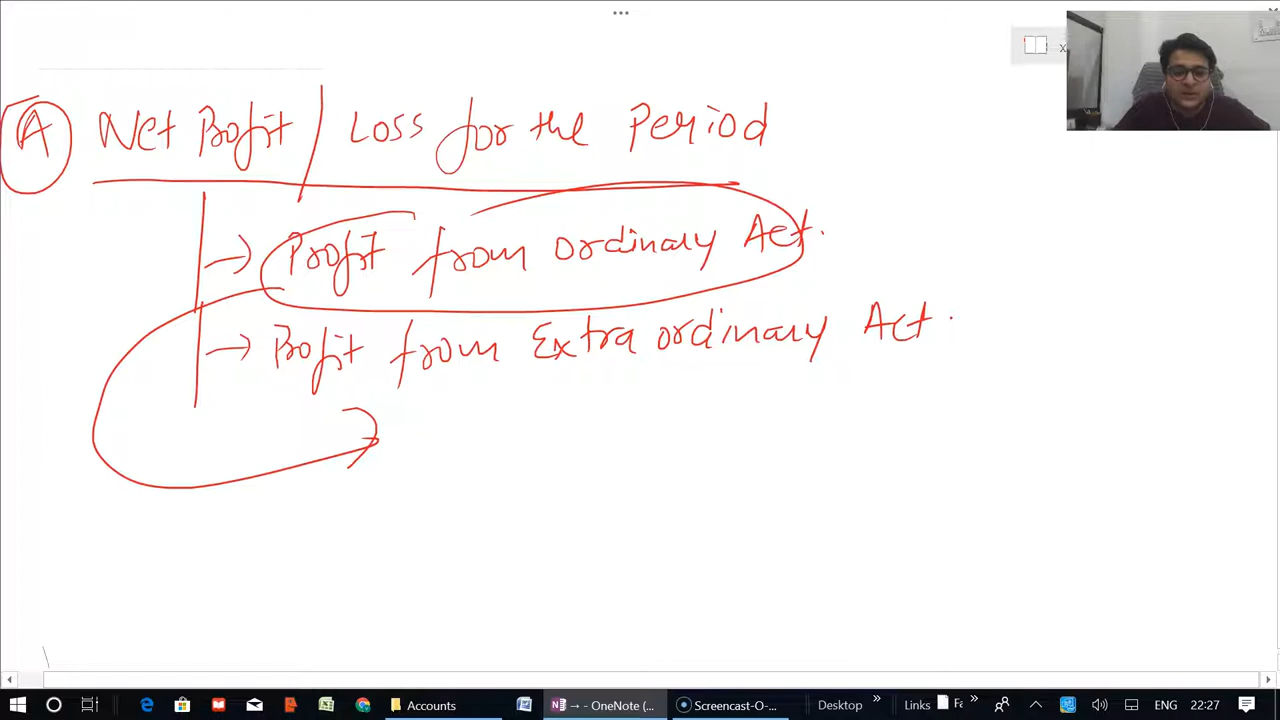 A Net Profit / Loss for the Period
→ Profit from ordinary Act.
→ Profit from Extra ordinary Act.
Accounts
→ - OneNote (...
Screencast-O-...
Desktop
Links
ENG
22:27